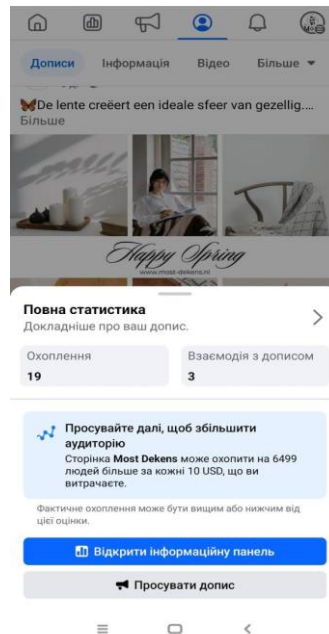 Дописи Інформація Відео Більше
🦋De lente creëert een ideale sfeer van gezellig....
Більше
Happy Spring
www.most-dekens.nl
Повна статистика
Докладніше про ваш допис.
Охоплення
19
Взаємодія з дописом
3
Просувайте далі, щоб збільшити
аудиторію
Сторінка Most Dekens може охопити на 6499
людей більше за кожні 10 USD, що ви
витрачаєте.
Фактичне охоплення може бути вищим або нижчим від
цієї оцінки.
Відкрити інформаційну панель
Просувати допис